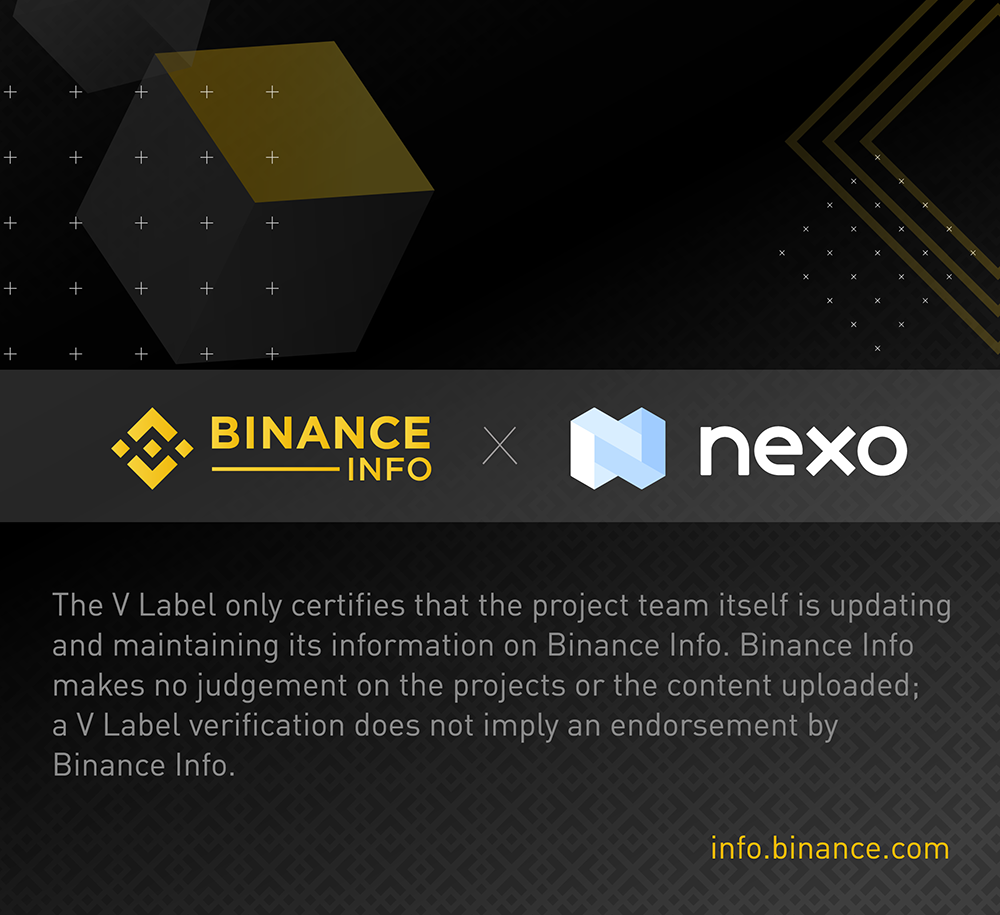 BINANCE
INFO
nexo
The V Label only certifies that the project team itself is updating
and maintaining its information on Binance Info. Binance Info
makes no judgement on the projects or the content uploaded;
a V Label verification does not imply an endorsement by
Binance Info.
info.binance.com